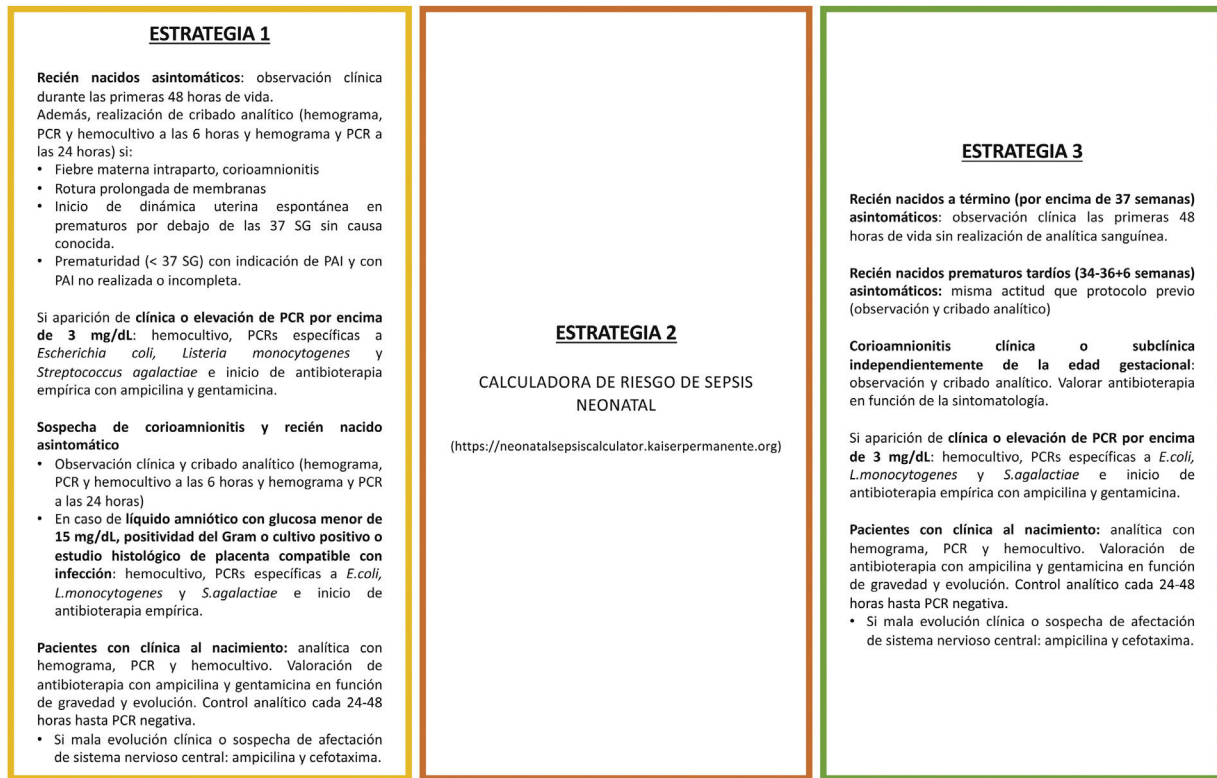 ESTRATEGIA 1
Recién nacidos asintomáticos: observación clínica
durante las primeras 48 horas de vida.
Además, realización de cribado analítico (hemograma,
PCR y hemocultivo a las 6 horas y hemograma y PCR a
las 24 horas) si:
• Fiebre materna intraparto, corioamnionitis
• Rotura prolongada de membranas
• Inicio de dinámica uterina espontánea en
prematuros por debajo de las 37 SG sin causa
conocida.
• Prematuridad (< 37 SG) con indicación de PAI y con
PAI no realizada o incompleta.
Si aparición de clínica o elevación de PCR por encima
de 3 mg/dL: hemocultivo, PCRs específicas a
Escherichia coli, Listeria monocytogenes y
Streptococcus agalactiae e inicio de antibioterapia
empírica con ampicilina y gentamicina.
Sospecha de corioamnionitis y recién nacido
asintomático
• Observación clínica y cribado analítico (hemograma,
PCR y hemocultivo a las 6 horas y hemograma y PCR
a las 24 horas)
• En caso de líquido amniótico con glucosa menor de
15 mg/dL, positividad del Gram o cultivo positivo o
estudio histológico de placenta compatible con
infección: hemocultivo, PCRs específicas a E.coli,
L.monocytogenes y S.agalactiae e inicio de
antibioterapia empírica.
Pacientes con clínica al nacimiento: analítica con
hemograma, PCR y hemocultivo. Valoración de
antibioterapia con ampicilina y gentamicina en función
de gravedad y evolución. Control analítico cada 24-48
horas hasta PCR negativa.
• Si mala evolución clínica o sospecha de afectación
de sistema nervioso central: ampicilina y cefotaxima.
ESTRATEGIA 2
CALCULADORA DE RIESGO DE SEPSIS
NEONATAL
(https://neonatalsepsiscalculator.kaiserpermanente.org)
ESTRATEGIA 3
Recién nacidos a término (por encima de 37 semanas)
asintomáticos: observación clínica las primeras 48
horas de vida sin realización de analítica sanguínea.
Recién nacidos prematuros tardíos (34-36+6 semanas)
asintomáticos: misma actitud que protocolo previo
(observación y cribado analítico)
Corioamnionitis clínica o subclínica
independientemente de la edad gestacional:
observación y cribado analítico. Valorar antibioterapia
en función de la sintomatología.
Si aparición de clínica o elevación de PCR por encima
de 3 mg/dL: hemocultivo, PCRs específicas a E.coli,
L.monocytogenes y S.agalactiae e inicio de
antibioterapia empírica con ampicilina y gentamicina.
Pacientes con clínica al nacimiento: analítica con
hemograma, PCR y hemocultivo. Valoración de
antibioterapia con ampicilina y gentamicina en función
de gravedad y evolución. Control analítico cada 24-48
horas hasta PCR negativa.
• Si mala evolución clínica o sospecha de afectación
de sistema nervioso central: ampicilina y cefotaxima.